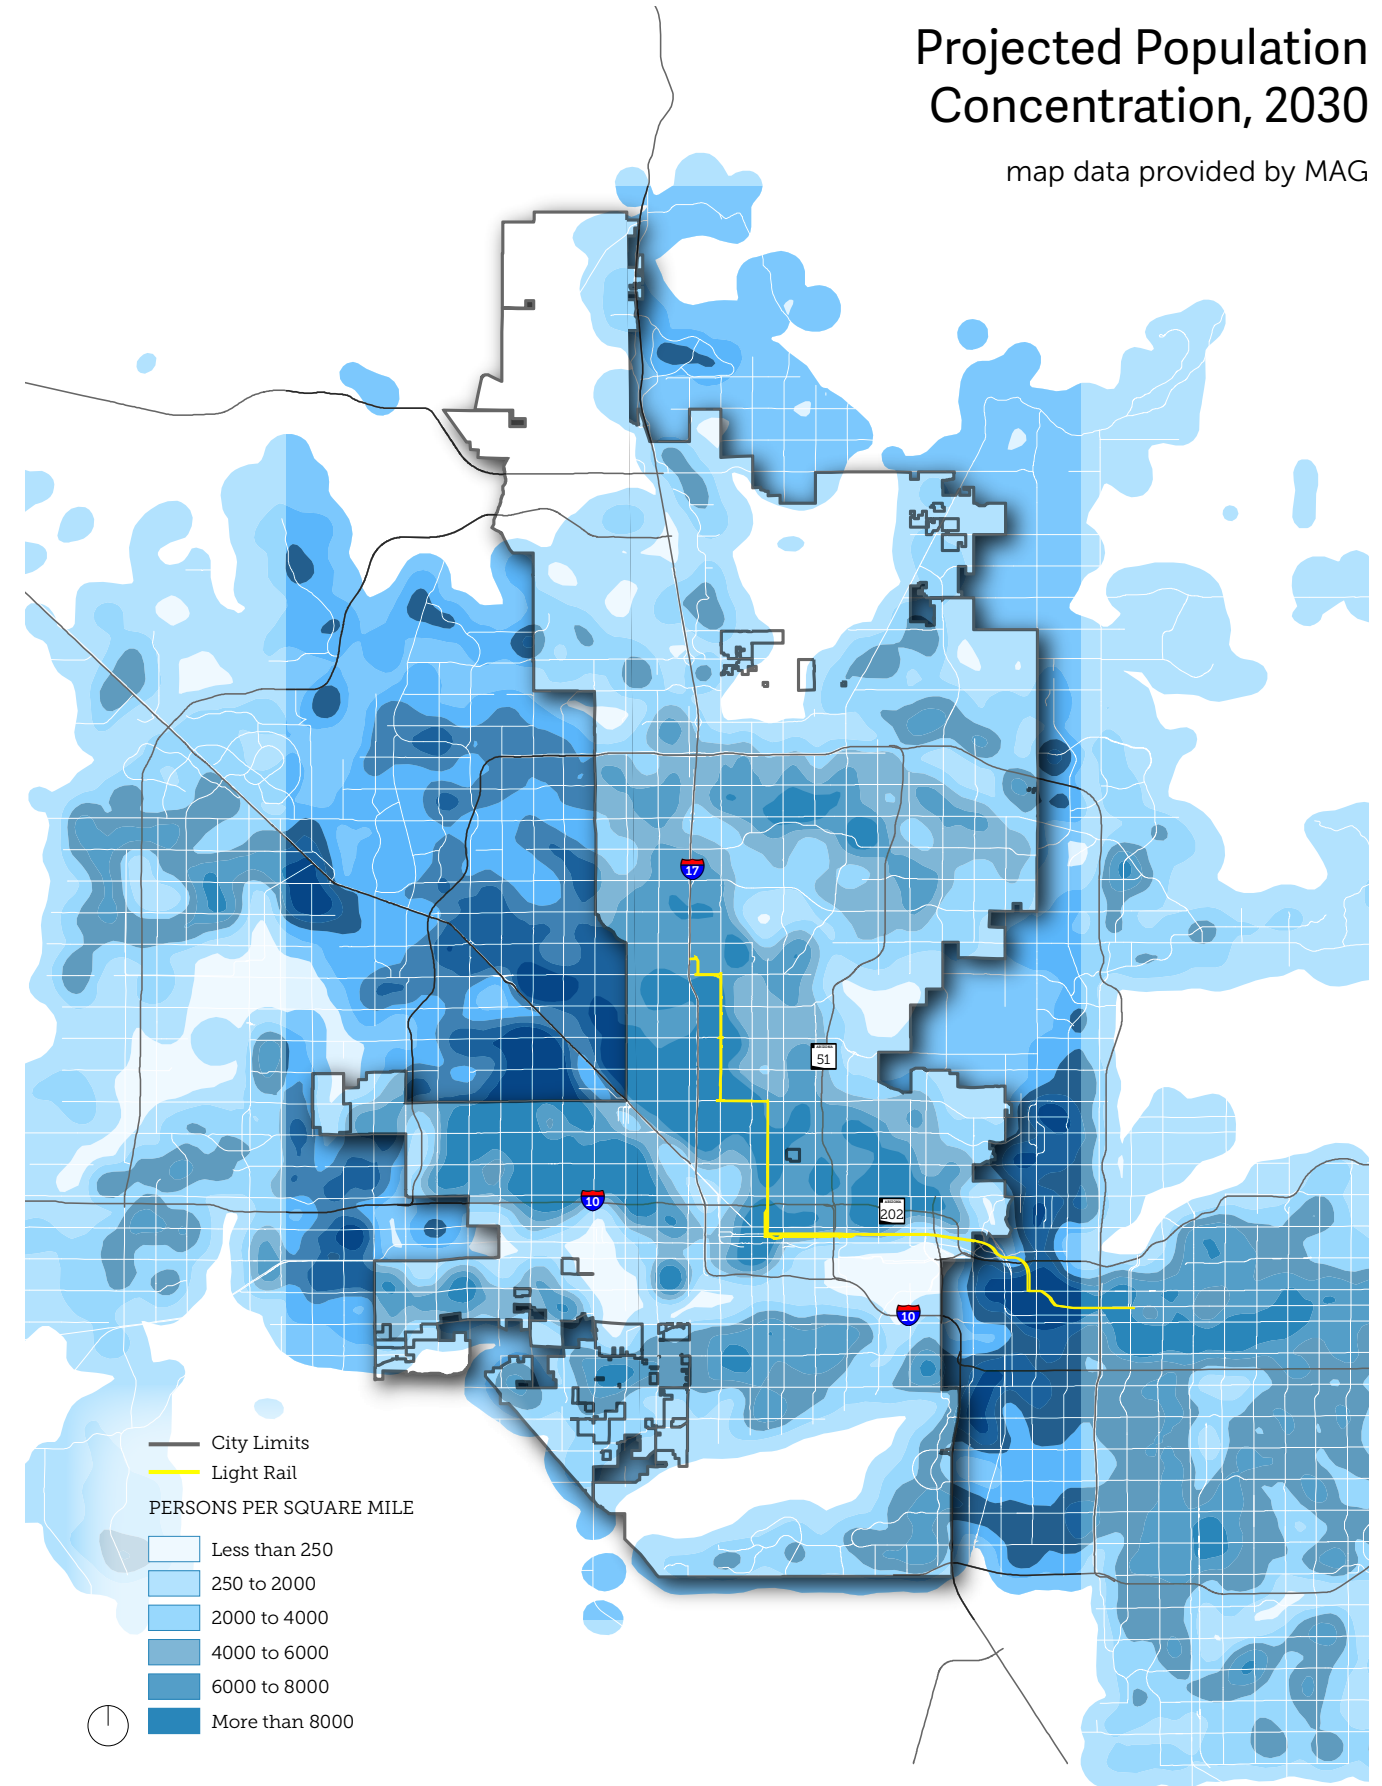 Projected Population
Concentration, 2030
map data provided by MAG
17
ARIZONA
51
10
ARIZONA
202
10
City Limits
Light Rail
PERSONS PER SQUARE MILE
Less than 250
250 to 2000
2000 to 4000
4000 to 6000
6000 to 8000
More than 8000